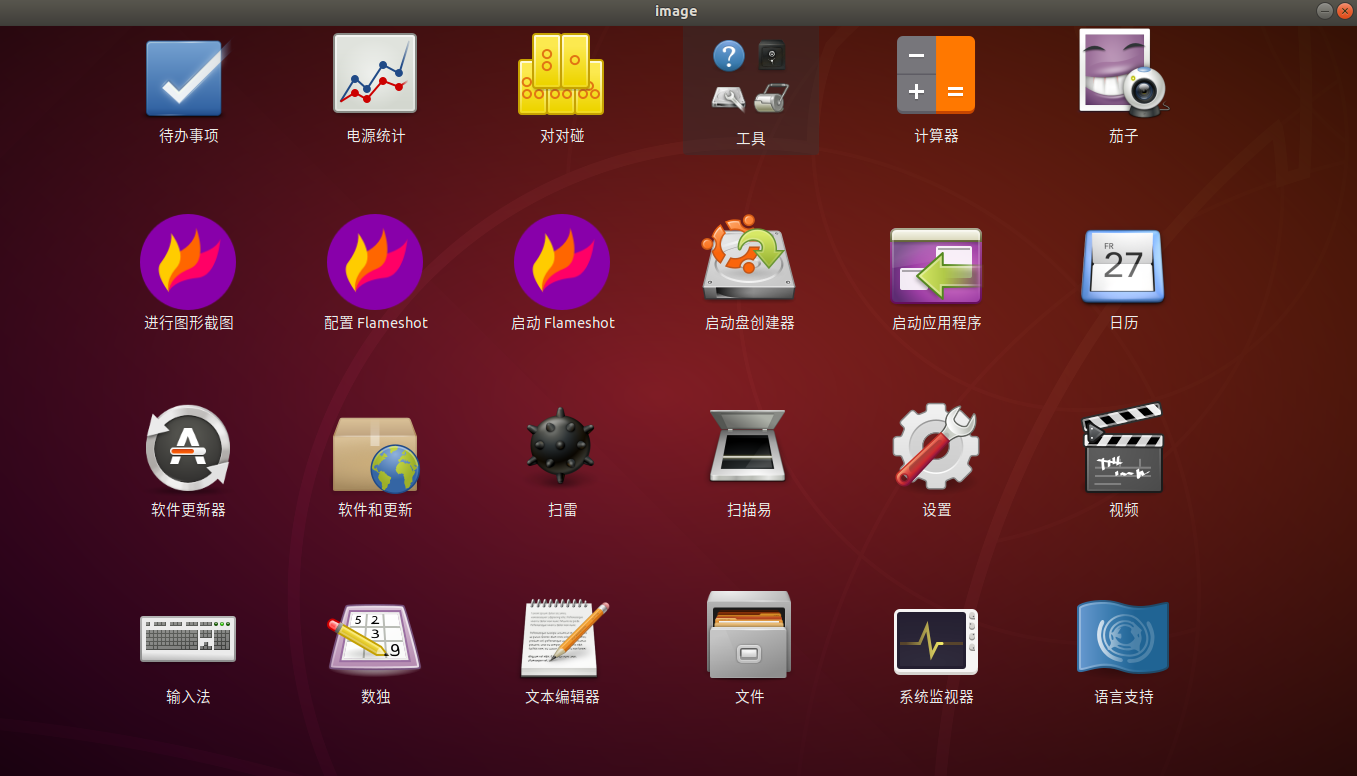 image
待办事项
电源统计
对对碰
工具
计算器
茄子
进行图形截图
配置 Flameshot
启动 Flameshot
启动盘创建器
启动应用程序
FR
27
日历
软件更新器
软件和更新
扫雷
扫描易
设置
视频
5 2
3
9
输入法
数独
文本编辑器
文件
系统监视器
语言支持